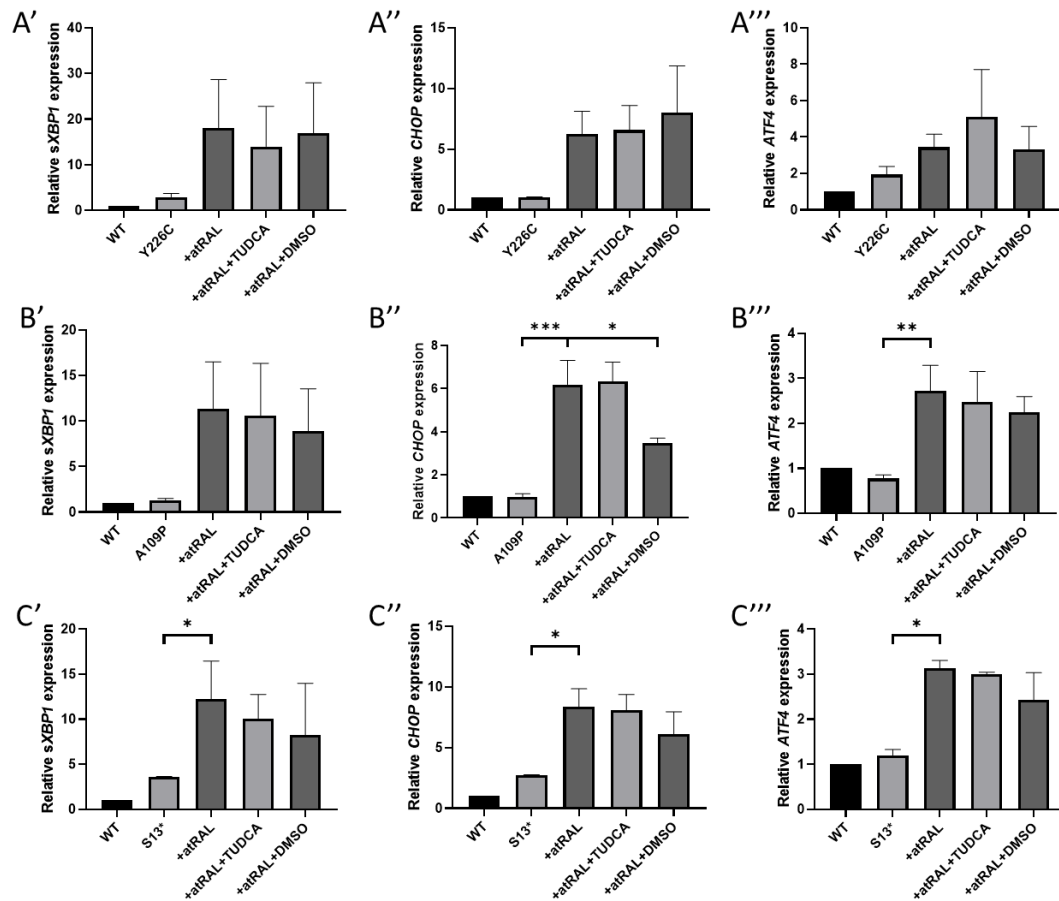 A′
Relative sXBP1 expression
40
30
20
10
0
WT
Y226C
+atRAL
+atRAL+TUDCA
+atRAL+DMSO
A′′
Relative CHOP expression
15
10
5
0
WT
Y226C
+atRAL
+atRAL+TUDCA
+atRAL+DMSO
A′′′
Relative ATF4 expression
10
8
6
4
2
0
WT
Y226C
+atRAL
+atRAL+TUDCA
+atRAL+DMSO
B′
Relative sXBP1 expression
20
15
10
5
0
WT
A109P
+atRAL
+atRAL+TUDCA
+atRAL+DMSO
B′′
Relative CHOP expression
8
6
4
2
0
***
*
WT
A109P
+atRAL
+atRAL+TUDCA
+atRAL+DMSO
B′′′
Relative ATF4 expression
4
3
2
1
0
**
WT
A109P
+atRAL
+atRAL+TUDCA
+atRAL+DMSO
C′
Relative sXBP1 expression
20
15
10
5
0
*
WT
S13*
+atRAL
+atRAL+TUDCA
+atRAL+DMSO
C′′
Relative CHOP expression
15
10
5
0
*
WT
S13*
+atRAL
+atRAL+TUDCA
+atRAL+DMSO
C′′′
Relative ATF4 expression
4
3
2
1
0
*
WT
S13*
+atRAL
+atRAL+TUDCA
+atRAL+DMSO